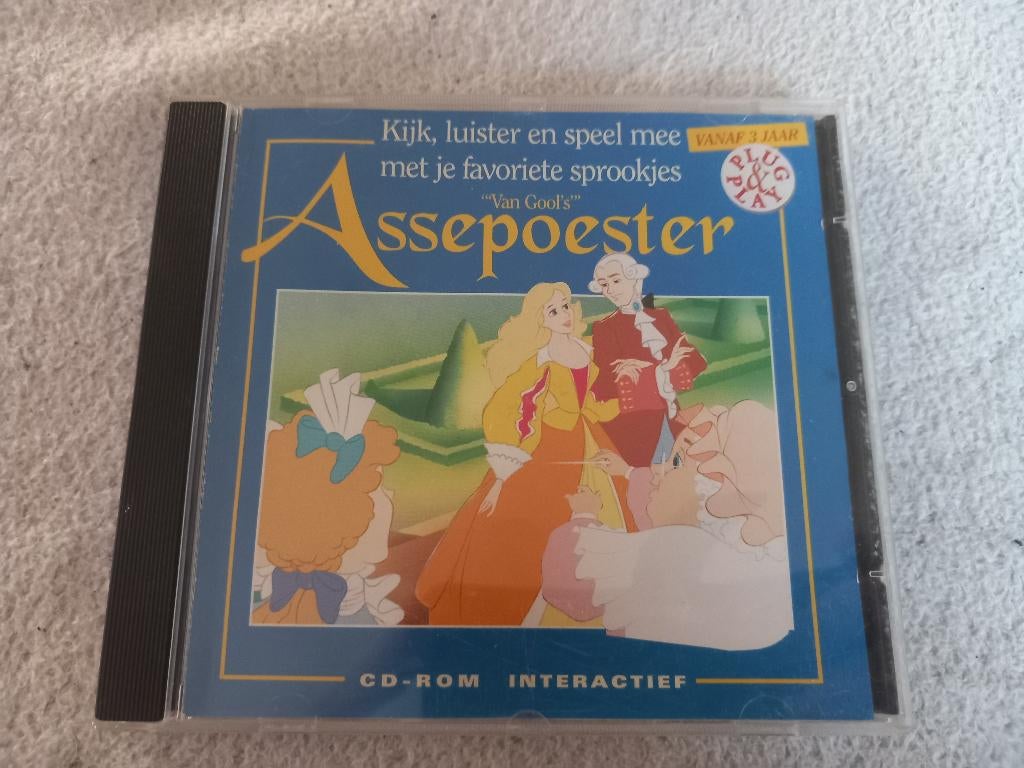 Kijk, luister en speel mee
met je favoriete sprookjes
VANAF 3 JAAR
PLUG
&
PLAY
"'Van Gool's'"
Assepoester
CD-ROM INTERACTIEF